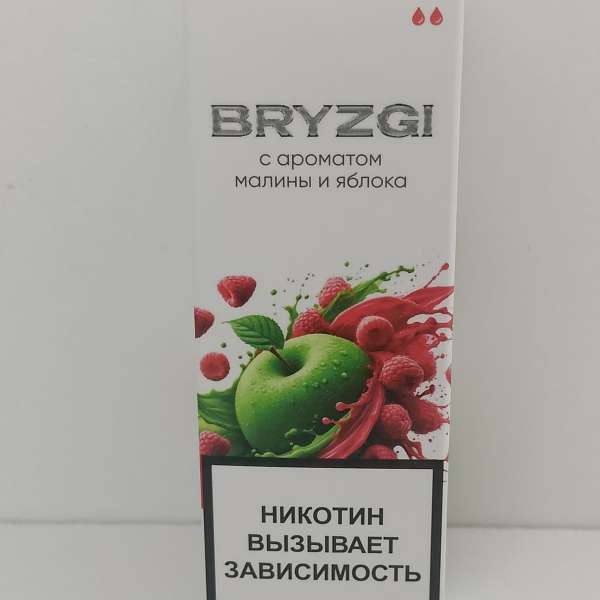 BRYZGI
с ароматом
малины и яблока
НИКОТИН
ВЫЗЫВАЕТ
ЗАВИСИМОСТЬ